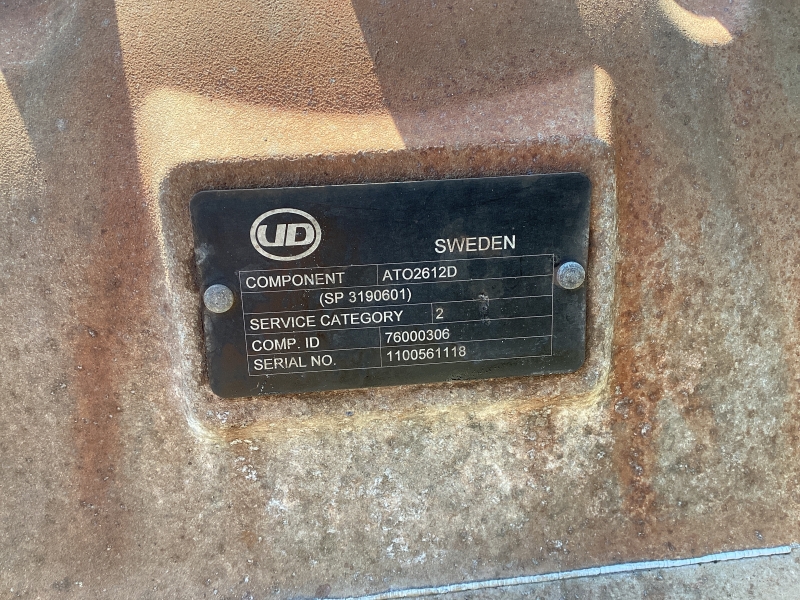 UD
SWEDEN
COMPONENT ATO2612D
(SP 3190601)
SERVICE CATEGORY 2
COMP. ID 76000306
SERIAL NO. 1100561118